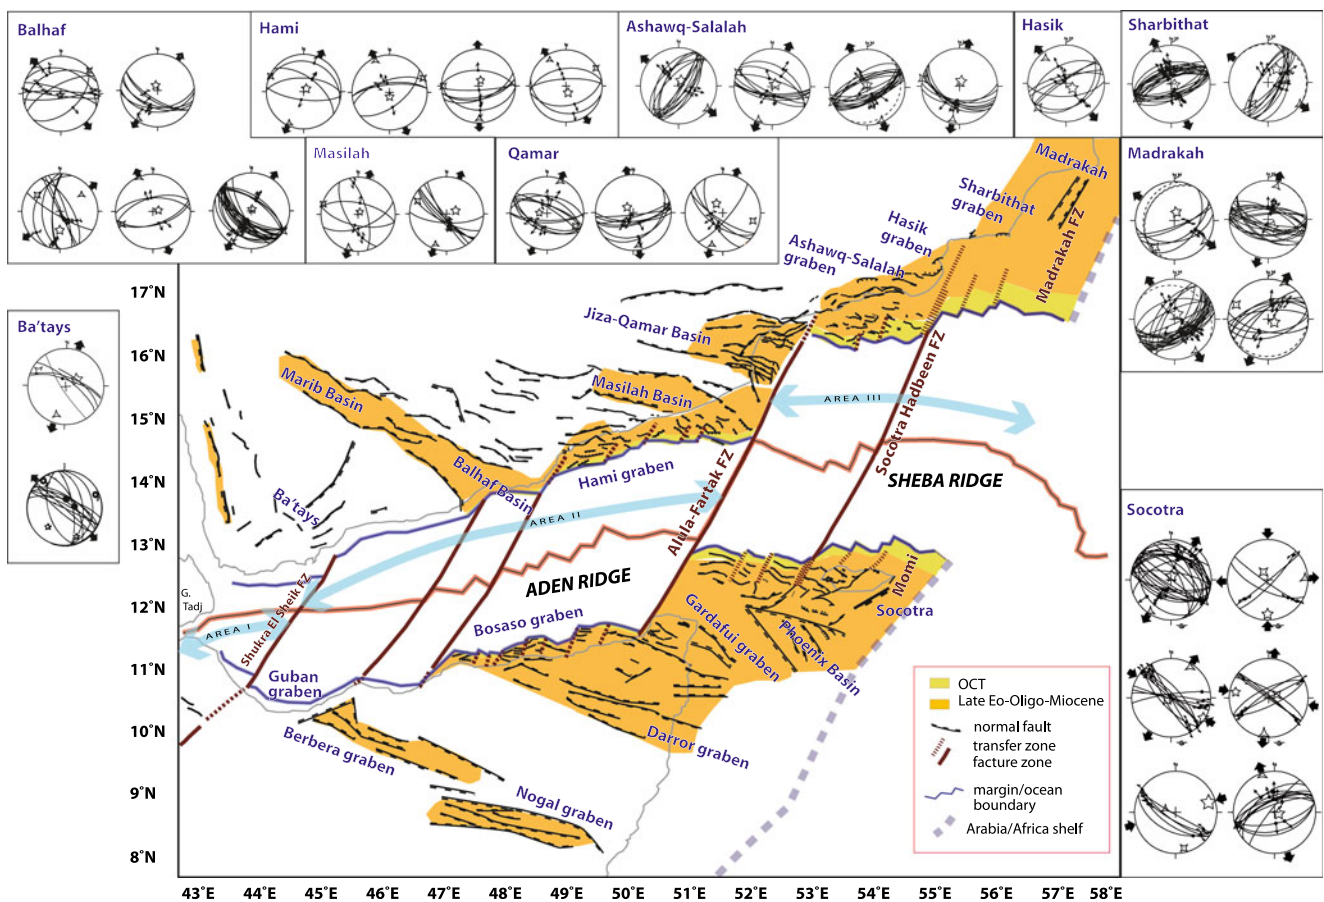 Balhaf
Hami
Ashawq-Salalah
Hasik
Sharbithat
Masilah
Qamar
Madrakah
Ba'tays
Socotra
Madrakah
Sharbithat
graben
Hasik
graben
Ashawq-Salalah
graben
Madrakah FZ
Jiza-Qamar Basin
Marib Basin
Masilah Basin
Socotra Hadbeen FZ
AREA III
Balhaf Basin
Hami graben
Alula-Fartak FZ
SHEBA RIDGE
Ba'tays
AREA II
ADEN RIDGE
G.
Tadj
AREA I
Shukra El Sheik FZ
Bosaso graben
Momi
Socotra
Gardafui graben
Phoenix Basin
Guban
graben
Berbera graben
Darror graben
Nogal graben
OCT
Late Eo-Oligo-Miocene
normal fault
transfer zone
facture zone
margin/ocean
boundary
Arabia/Africa shelf
17°N
16°N
15°N
14°N
13°N
12°N
11°N
10°N
9°N
8°N
43°E 44°E 45°E 46°E 47°E 48°E 49°E 50°E 51°E 52°E 53°E 54°E 55°E 56°E 57°E 58°E